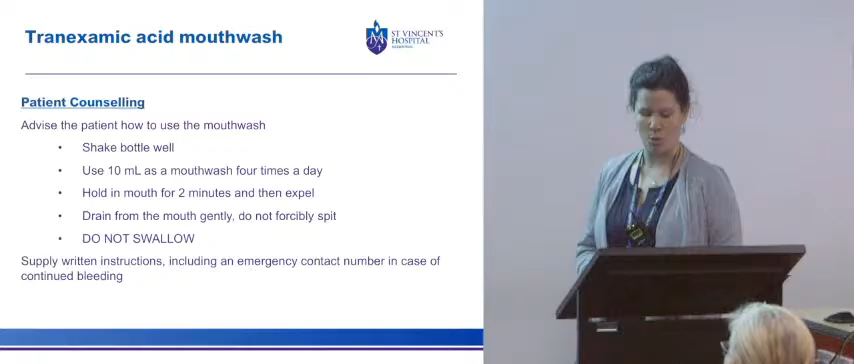 Tranexamic acid mouthwash
ST VINCENT'S
HOSPITAL
MELBOURNE
Patient Counselling
Advise the patient how to use the mouthwash
• Shake bottle well
• Use 10 mL as a mouthwash four times a day
• Hold in mouth for 2 minutes and then expel
• Drain from the mouth gently, do not forcibly spit
• DO NOT SWALLOW
Supply written instructions, including an emergency contact number in case of
continued bleeding